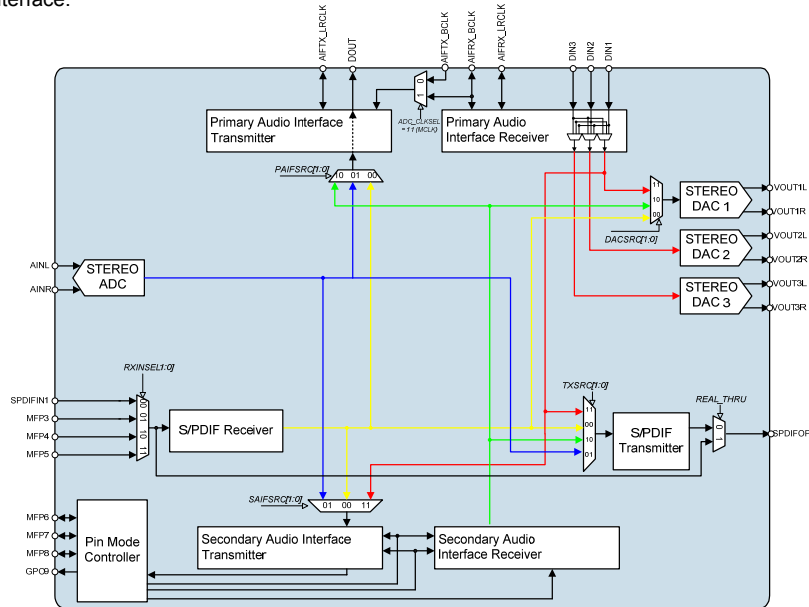 nterface.
AIFTX_LRCLK
DOUT
AIFTX_BCLK
AIFRX_BCLK
AIFRX_LRCLK
DIN3
DIN2
DIN1
1 0
ADC_CLKSEL
= 11 (MCLK)
Primary Audio Interface
Transmitter
Primary Audio
Interface Receiver
PAIFSRC[1:0]
10 01 00
11
10
00
DACSRC[1:0]
STEREO
DAC 1
VOUT1L
VOUT1R
STEREO
DAC 2
VOUT2L
VOUT2R
STEREO
DAC 3
VOUT3L
VOUT3R
AINL
AINR
STEREO
ADC
RXINSEL1:0]
SPDIFIN1
MFP3
MFP4
MFP5
00 01 10 11
S/PDIF Receiver
TXSRC[1:0]
11
00
10
01
S/PDIF
Transmitter
REAL_THRU
0
1
SPDIFOP
SAIFSRC[1:0]
01 00 11
MFP6
MFP7
MFP8
GPO9
Pin Mode
Controller
Secondary Audio Interface
Transmitter
Secondary Audio
Interface Receiver